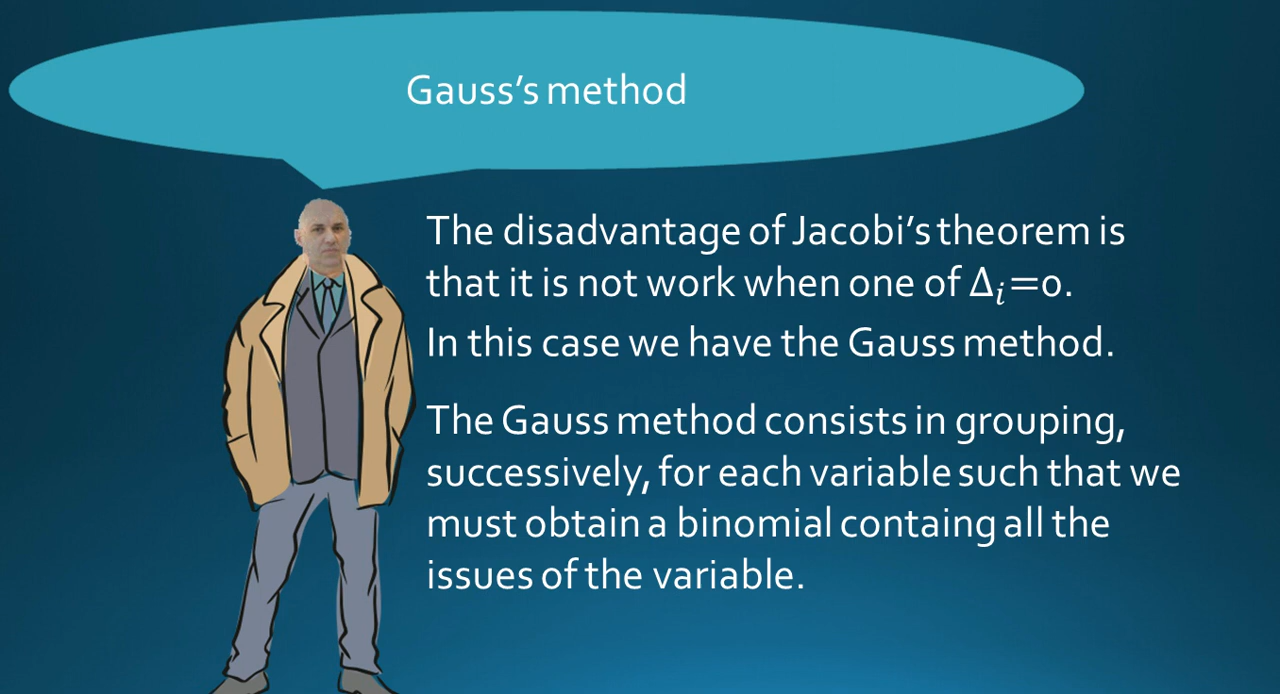 Gauss’s method
The disadvantage of Jacobi’s theorem is
that it is not work when one of Δᵢ=0.
In this case we have the Gauss method.
The Gauss method consists in grouping,
successively, for each variable such that we
must obtain a binomial containg all the
issues of the variable.